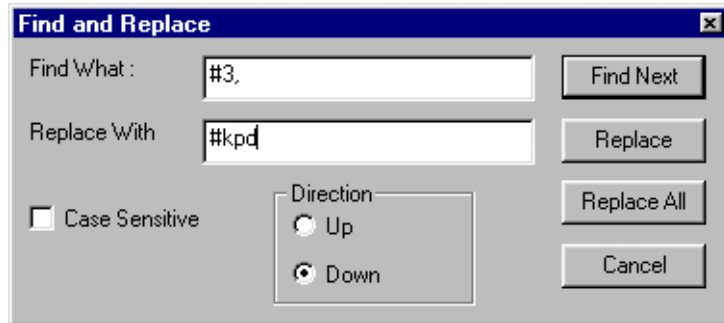 Find and Replace
Find What :
#3,
Find Next
Replace With
#kpd
Replace
Case Sensitive
Direction
Up
Down
Replace All
Cancel